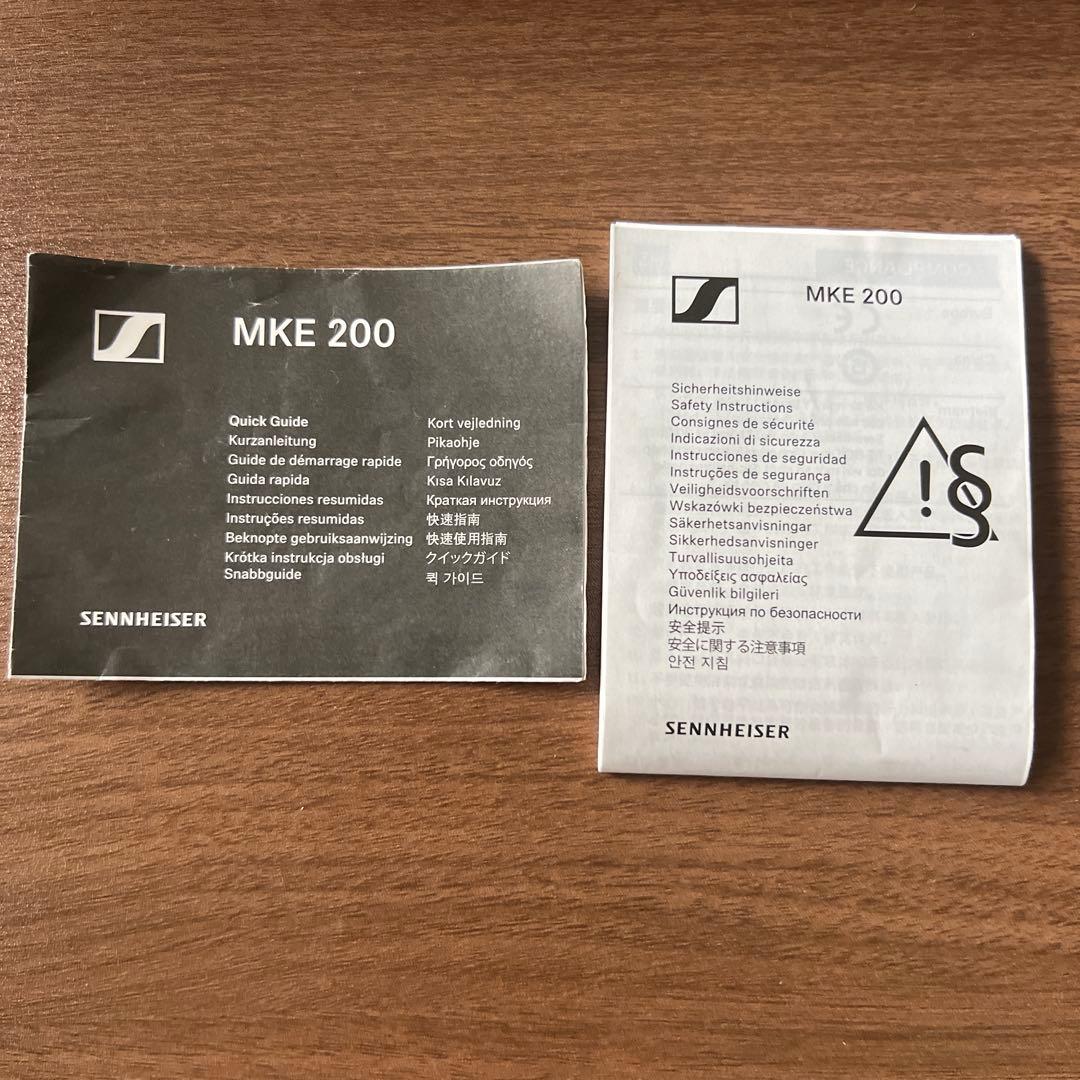 MKE 200
Quick Guide
Kurzanleitung
Guide de démarrage rapide
Guida rapida
Instrucciones resumidas
Instruções resumidas
Beknopte gebruiksaanwijzing
Krótka instrukcja obsługi
Snabbguide
Kort vejledning
Pikaohje
Γρήγορος οδηγός
Kısa Kılavuz
Краткая инструкция
快速指南
快速使用指南
クイックガイド
퀵 가이드
SENNHEISER
MKE 200
Sicherheitshinweise
Safety Instructions
Consignes de sécurité
Indicazioni di sicurezza
Instrucciones de seguridad
Instruções de segurança
Veiligheidsvoorschriften
Wskazówki bezpieczeństwa
Säkerhetsanvisningar
Sikkerhedsanvisninger
Turvallisuusohjeita
Υποδείξεις ασφαλείας
Güvenlik bilgileri
Инструкция по безопасности
安全提示
安全に関する注意事項
안전 지침
SENNHEISER